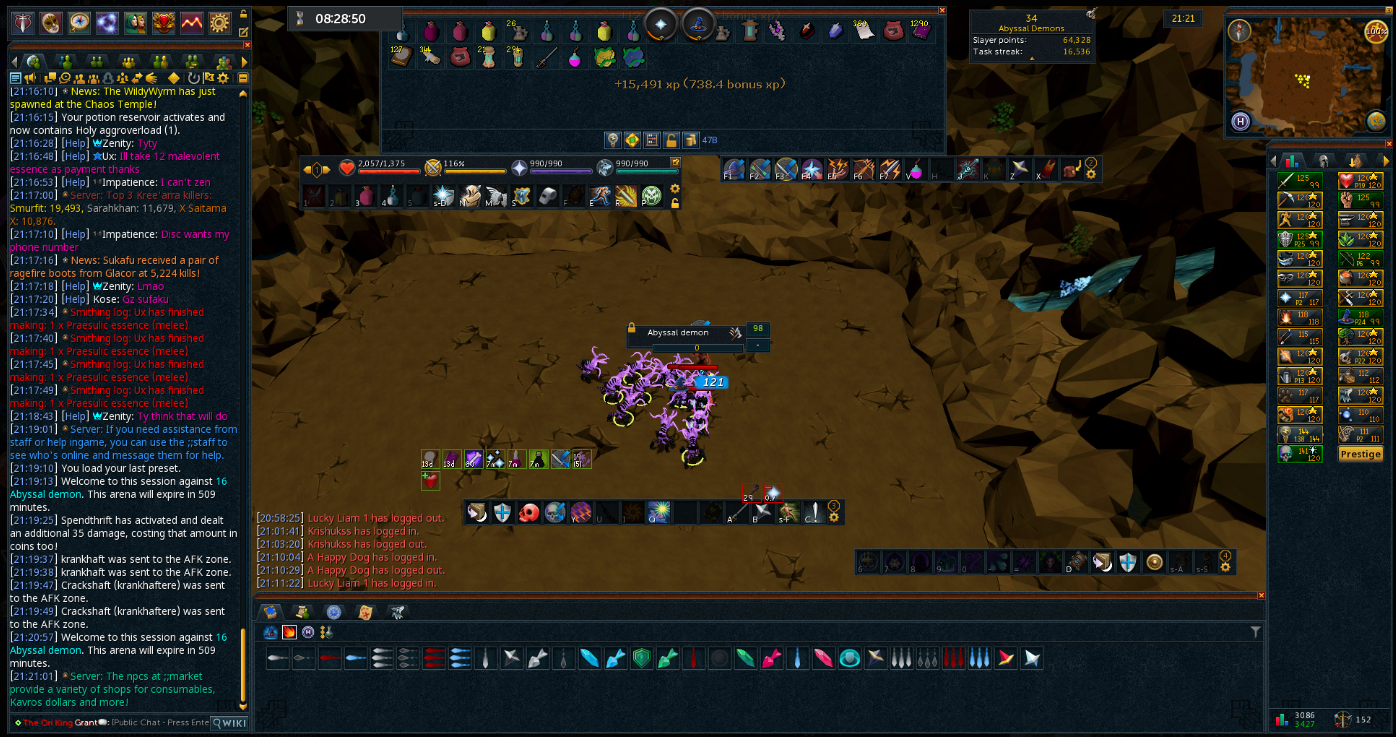 [21:16:10] News: The WildyWyrm has just
spawned at the Chaos Temple!
[21:16:15] Your potion reservoir activates and
now contains Holy aggroverload (1).
[21:16:28] [Help] Zenity: Tyty
[21:16:48] [Help] Ux: Ill take 12 malevolent
essence as payment thanks
[21:16:53] [Help] Impatience: I can't zen
[21:17:00] Server: Top 3 Kree'arra killers:
Smurfit: 19,493, Sarahkhan: 11,679, X Saitama
X: 10,876.
[21:17:10] [Help] Impatience: Disc wants my
phone number
[21:17:16] News: Sukafu received a pair of
ragefire boots from Glacor at 5,224 kills!
[21:17:18] [Help] Zenity: Lmao
[21:17:20] [Help] Kose: Gz sufaku
[21:17:34] Smithing log: Ux has finished
making: 1 x Praesulic essence (melee)
[21:17:40] Smithing log: Ux has finished
making: 1 x Praesulic essence (melee)
[21:17:45] Smithing log: Ux has finished
making: 1 x Praesulic essence (melee)
[21:17:49] Smithing log: Ux has finished
making: 1 x Praesulic essence (melee)
[21:18:43] [Help] Zenity: Ty think that will do
[21:19:01] Server: If you need assistance from
staff or help ingame, you can use the ;;staff to
see who's online and message them for help.
[21:19:10] You load your last preset.
[21:19:13] Welcome to this session against 16
Abyssal demon. This arena will expire in 509
minutes.
[21:19:25] Spendthrift has activated and dealt
an additional 35 damage, costing that amount in
coins too!
[21:19:37] krankhaft was sent to the AFK zone.
[21:19:38] krankhaft was sent to the AFK zone.
[21:19:47] Crackshaft (krankhaftere) was sent
to the AFK zone.
[21:19:49] Crackshaft (krankhaftere) was sent
to the AFK zone.
[21:20:57] Welcome to this session against 16
Abyssal demon. This arena will expire in 509
minutes.
[21:21:01] Server: The npcs at ;;market
provide a variety of shops for consumables,
Kavros dollars and more!
The Ori King Grant: [Public Chat - Press Ente
WIKI
08:28:50
+15,491 xp (738.4 bonus xp)
47B
34
Abyssal Demons
Slayer points: 64,328
Task streak: 16,536
21:21
100%
2,057/1,375
116%
990/990
990/990
Abyssal demon
0
98
121
[20:58:25] Lucky Liam 1 has logged out.
[21:01:41] Krishukss has logged in.
[21:03:20] Krishukss has logged out.
[21:10:04] A Happy Dog has logged in.
[21:10:29] A Happy Dog has logged out.
[21:11:22] Lucky Liam 1 has logged in.
Prestige
3086
3427
152